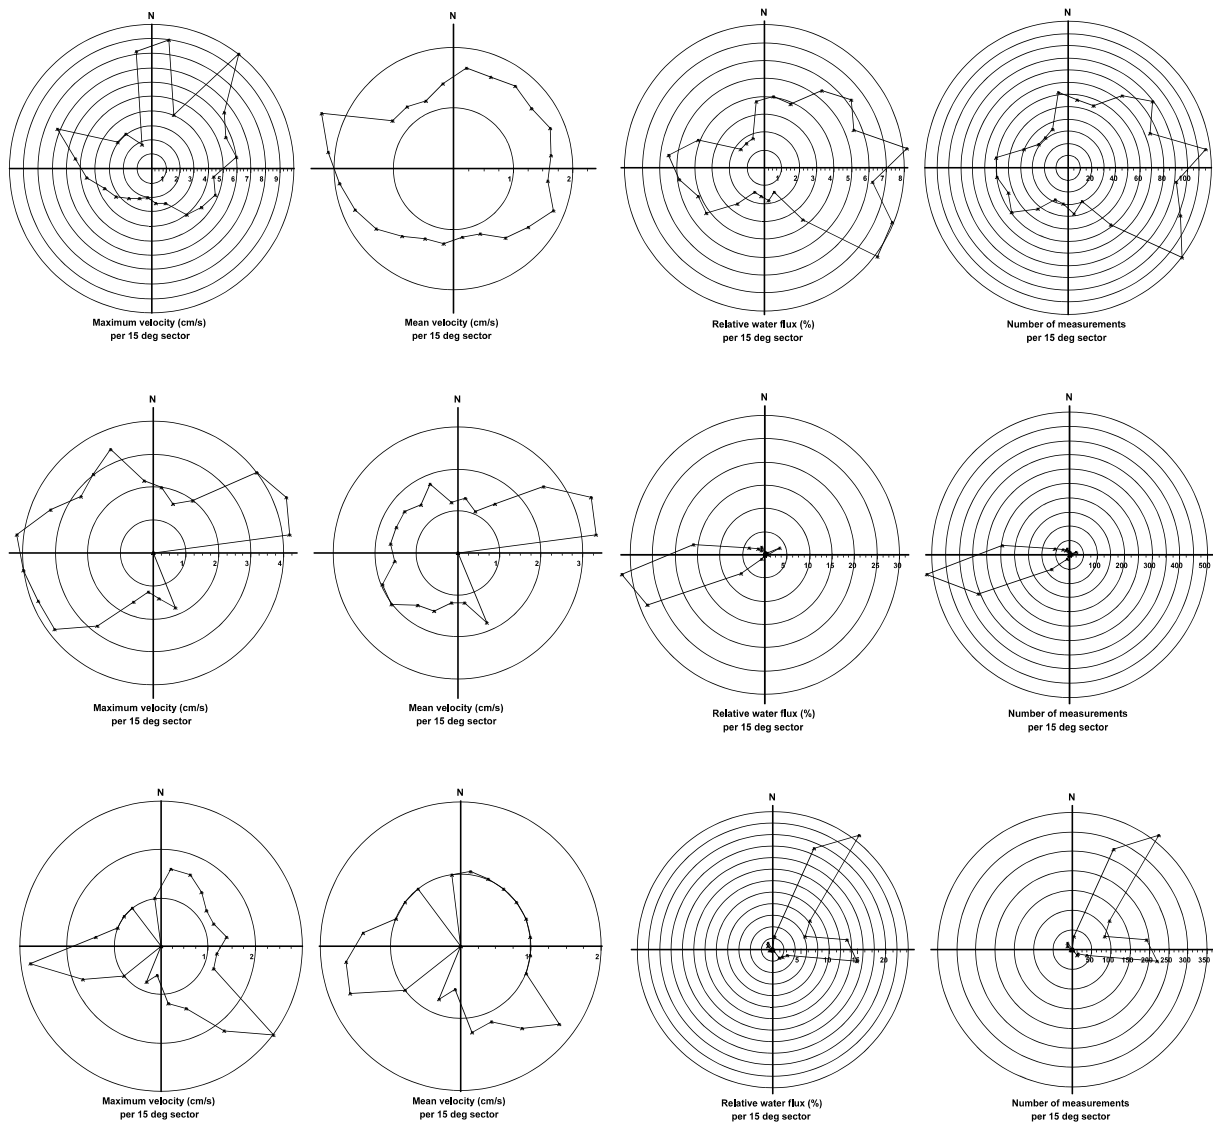 N N N N
1 2 3 4 5 6 7 8 9
1 2
1 2 3 4 5 6 7 8
20 40 60 80 100
Maximum velocity (cm/s) Mean velocity (cm/s) Relative water flux (%) Number of measurements
per 15 deg sector per 15 deg sector per 15 deg sector per 15 deg sector
N N N N
1 2 3 4
1 2 3
5 10 15 20 25 30
100 200 300 400 500
Maximum velocity (cm/s) Mean velocity (cm/s) Relative water flux (%) Number of measurements
per 15 deg sector per 15 deg sector per 15 deg sector per 15 deg sector
N N N N
1 2
1 2
5 10 15 20
50 100 150 200 250 300 350
Maximum velocity (cm/s) Mean velocity (cm/s) Relative water flux (%) Number of measurements
per 15 deg sector per 15 deg sector per 15 deg sector per 15 deg sector